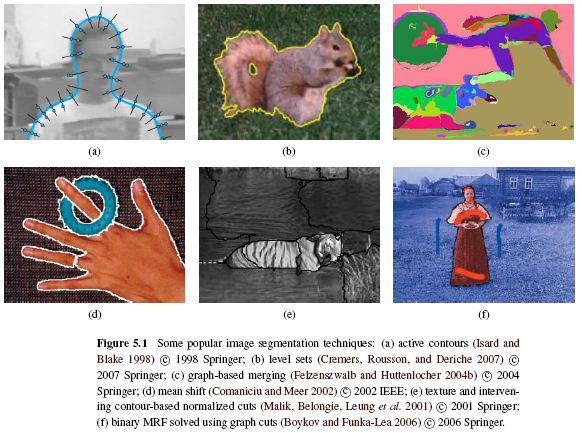 (a)
(b)
(c)
(d)
(e)
(f)
Figure 5.1 Some popular image segmentation techniques: (a) active contours (Isard and
Blake 1998) © 1998 Springer; (b) level sets (Cremers, Rousson, and Deriche 2007) ©
2007 Springer; (c) graph-based merging (Felzenszwalb and Huttenlocher 2004b) © 2004
Springer; (d) mean shift (Comaniciu and Meer 2002) © 2002 IEEE; (e) texture and interven-
ing contour-based normalized cuts (Malik, Belongie, Leung et al. 2001) © 2001 Springer;
(f) binary MRF solved using graph cuts (Boykov and Funka-Lea 2006) © 2006 Springer.